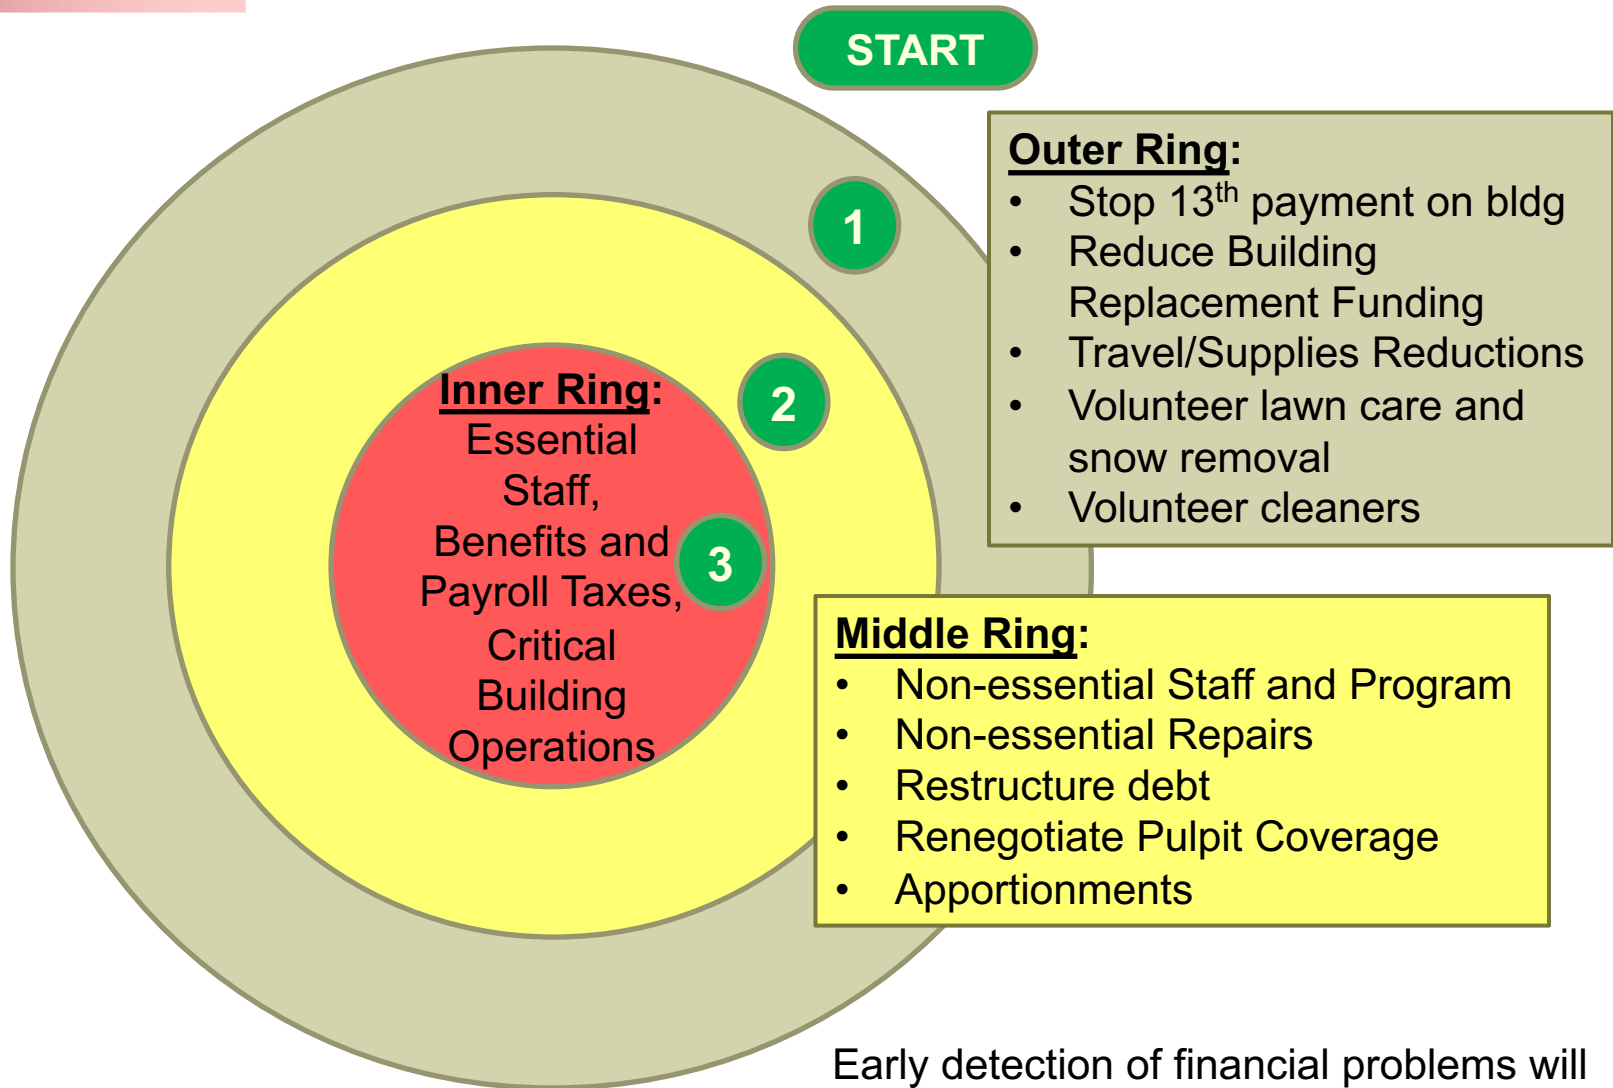 START
1
2
3
Outer Ring:
• Stop 13th payment on bldg
• Reduce Building
Replacement Funding
• Travel/Supplies Reductions
• Volunteer lawn care and
snow removal
• Volunteer cleaners
Inner Ring:
Essential
Staff,
Benefits and
Payroll Taxes,
Critical
Building
Operations
Middle Ring:
• Non-essential Staff and Program
• Non-essential Repairs
• Restructure debt
• Renegotiate Pulpit Coverage
• Apportionments
Early detection of financial problems will